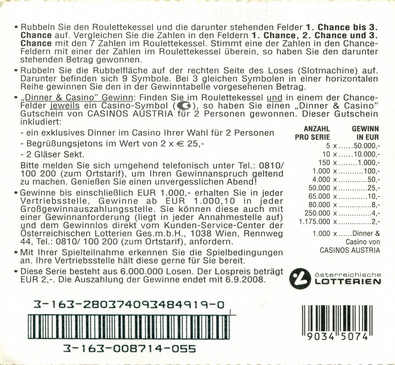 • Rubbeln Sie den Roulettekessel und die darunter stehenden Felder 1. Chance bis 3.
Chance auf. Vergleichen Sie die Zahlen in den Feldern 1. Chance, 2. Chance und 3.
Chance mit den 7 Zahlen im Roulettekessel. Stimmt eine der Zahlen in den Chance-
Feldern mit einer der Zahlen im Roulettekessel überein, so haben Sie den darunter
stehenden Betrag gewonnen.
• Rubbeln Sie die Rubbelfläche auf der rechten Seite des Loses (Slotmachine) auf.
Darunter befinden sich 9 Symbole. Bei 3 gleichen Symbolen in einer horizontalen
Reihe gewinnen Sie den in der Gewinntabelle vorgesehenen Betrag.
• „Dinner & Casino" Gewinn: Finden Sie im Roulettekessel und in einem der Chance-
Felder jeweils ein Casino-Symbol ( ), so haben Sie einen „Dinner & Casino"
Gutschein von CASINOS AUSTRIA für 2 Personen gewonnen. Dieser Gutschein
inkludiert:
- ein exklusives Dinner im Casino Ihrer Wahl für 2 Personen
- Begrüßungsjetons im Wert von 2 x € 25,-
- 2 Gläser Sekt.
Bitte melden Sie sich umgehend telefonisch unter Tel.: 0810/
100 200 (zum Ortstarif), um Ihren Gewinnanspruch geltend
zu machen. Genießen Sie einen unvergesslichen Abend!
• Gewinne bis einschließlich EUR 1.000,- erhalten Sie in jeder
Vertriebsstelle, Gewinne ab EUR 1.000,10 in jeder
Großgewinnauszahlungsstelle. Sie können diese auch mit
einer Gewinnanforderung (liegt in jeder Annahmestelle auf)
und dem Gewinnlos direkt vom Kunden-Service-Center der
Österreichischen Lotterien Ges.m.b.H., 1038 Wien, Rennweg
44, Tel.: 0810/ 100 200 (zum Ortstarif), anfordern.
• Mit Ihrer Spielteilnahme erkennen Sie die Spielbedingungen
an. Ihre Vertriebsstelle hält diese gerne für Sie bereit.
• Diese Serie besteht aus 6.000.000 Losen. Der Lospreis beträgt
EUR 2,-. Die Auszahlung der Gewinne endet mit 6.9.2008.
ANZAHL GEWINN
PRO SERIE IN EUR
5 x ......50.000,-
10 x ......10.000,-
150 x ........1.000,-
1.000 x ...........100,-
4.000 x .............50,-
50.000 x .............25,-
65.000 x .............10,-
80.000 x ...............8,-
250.000 x ...............4,-
1.175.000 x ...............2,-
1.000 x ......Dinner &
Casino von
CASINOS AUSTRIA
österreichische
LOTTERIEN
3-163-280374093484919-0
3-163-008714-055
9034 5074